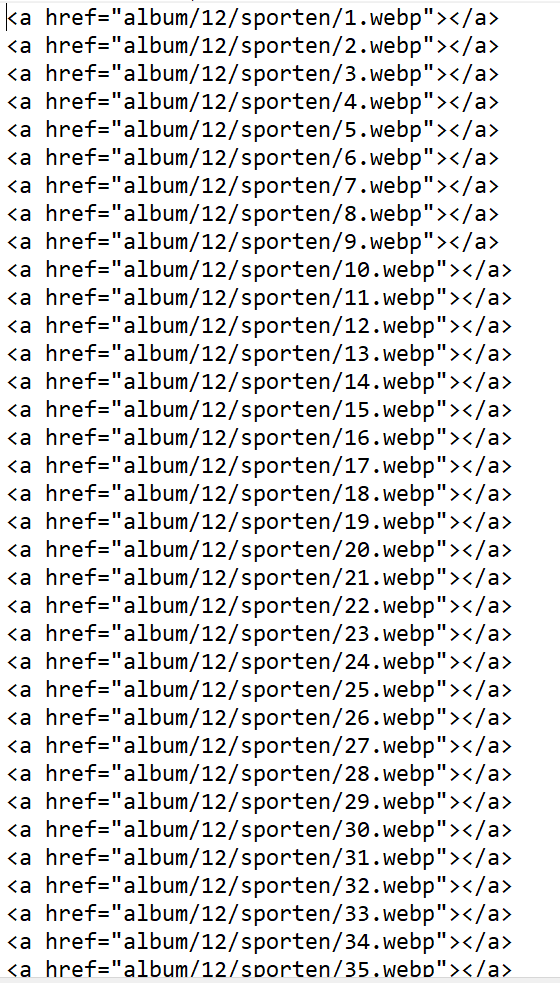 <a href="album/12/sporten/1.webp"></a>
<a href="album/12/sporten/2.webp"></a>
<a href="album/12/sporten/3.webp"></a>
<a href="album/12/sporten/4.webp"></a>
<a href="album/12/sporten/5.webp"></a>
<a href="album/12/sporten/6.webp"></a>
<a href="album/12/sporten/7.webp"></a>
<a href="album/12/sporten/8.webp"></a>
<a href="album/12/sporten/9.webp"></a>
<a href="album/12/sporten/10.webp"></a>
<a href="album/12/sporten/11.webp"></a>
<a href="album/12/sporten/12.webp"></a>
<a href="album/12/sporten/13.webp"></a>
<a href="album/12/sporten/14.webp"></a>
<a href="album/12/sporten/15.webp"></a>
<a href="album/12/sporten/16.webp"></a>
<a href="album/12/sporten/17.webp"></a>
<a href="album/12/sporten/18.webp"></a>
<a href="album/12/sporten/19.webp"></a>
<a href="album/12/sporten/20.webp"></a>
<a href="album/12/sporten/21.webp"></a>
<a href="album/12/sporten/22.webp"></a>
<a href="album/12/sporten/23.webp"></a>
<a href="album/12/sporten/24.webp"></a>
<a href="album/12/sporten/25.webp"></a>
<a href="album/12/sporten/26.webp"></a>
<a href="album/12/sporten/27.webp"></a>
<a href="album/12/sporten/28.webp"></a>
<a href="album/12/sporten/29.webp"></a>
<a href="album/12/sporten/30.webp"></a>
<a href="album/12/sporten/31.webp"></a>
<a href="album/12/sporten/32.webp"></a>
<a href="album/12/sporten/33.webp"></a>
<a href="album/12/sporten/34.webp"></a>
<a href="album/12/sporten/35.webp"></a>